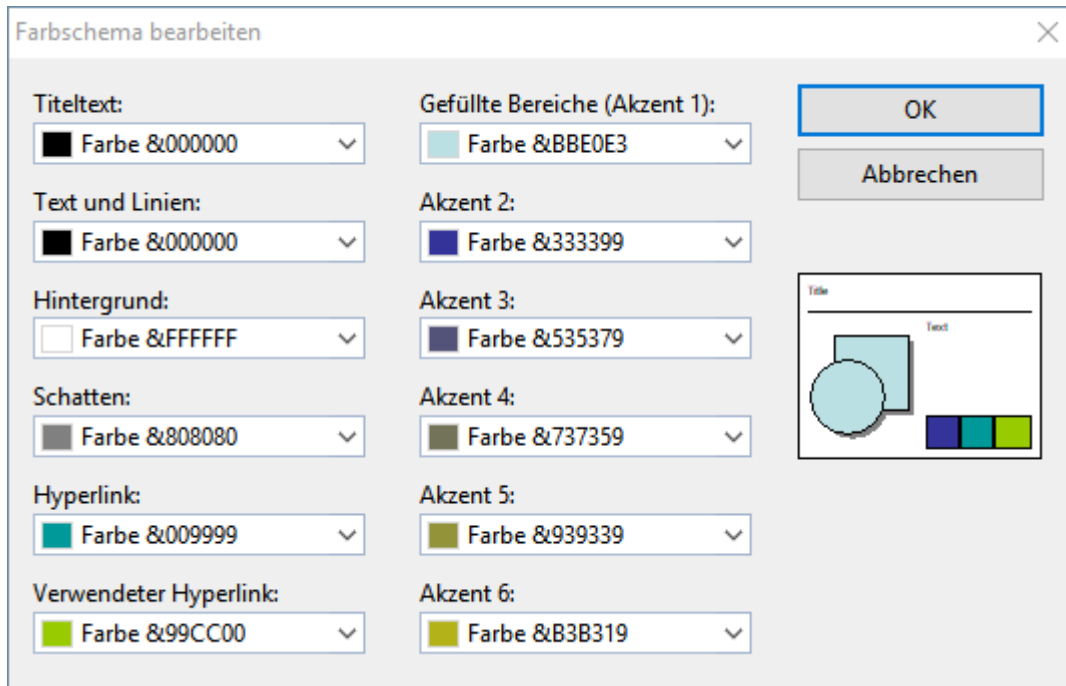 Farbschema bearbeiten
Titeltext:
Farbe &000000
Text und Linien:
Farbe &000000
Hintergrund:
Farbe &FFFFFF
Schatten:
Farbe &808080
Hyperlink:
Farbe &009999
Verwendeter Hyperlink:
Farbe &99CC00
Gefüllte Bereiche (Akzent 1):
Farbe &BBE0E3
Akzent 2:
Farbe &333399
Akzent 3:
Farbe &535379
Akzent 4:
Farbe &737359
Akzent 5:
Farbe &939339
Akzent 6:
Farbe &B3B319
OK
Abbrechen
Title
Text